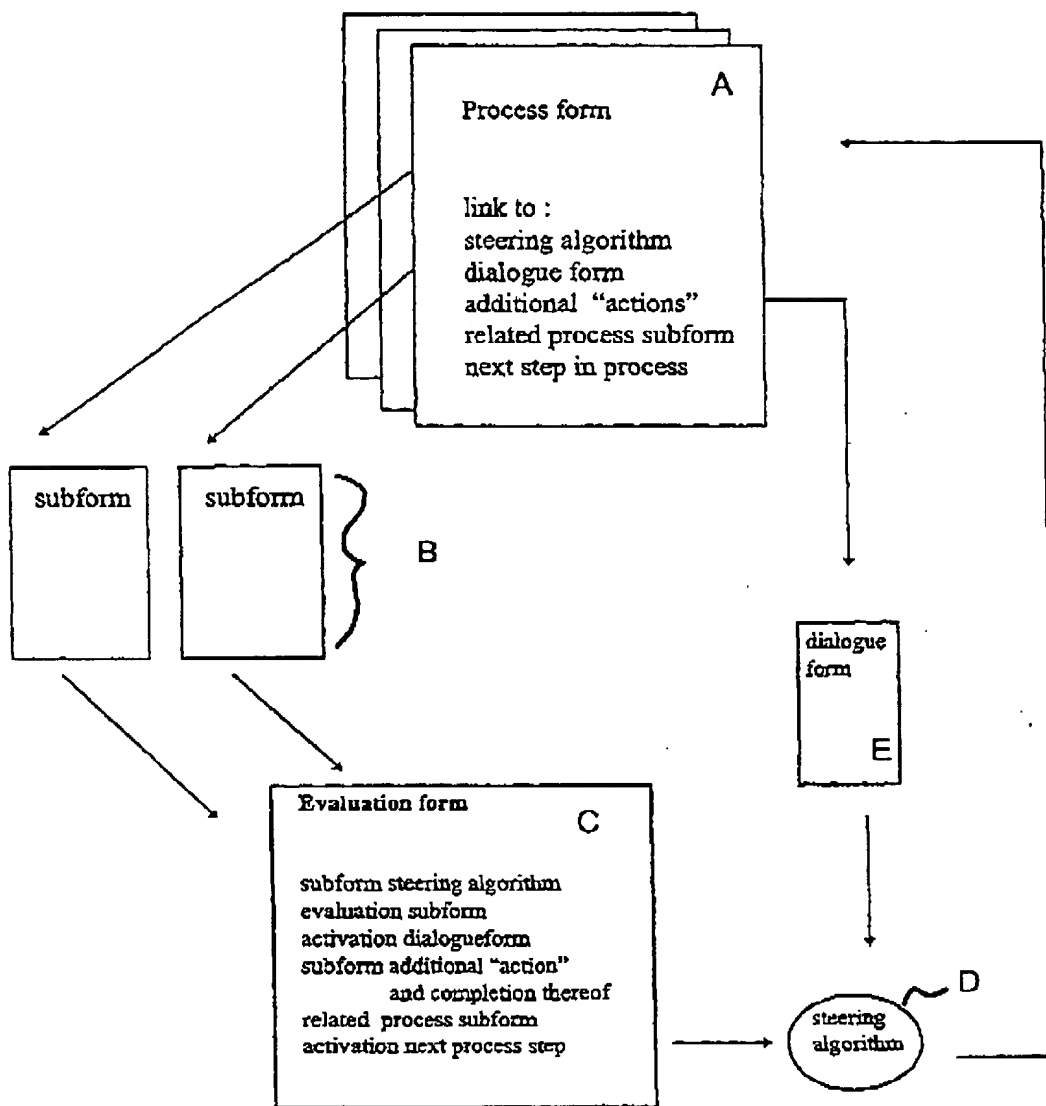 A
Process form
link to :
steering algorithm
dialogue form
additional "actions"
related process subform
next step in process
subform
subform
B
dialogue
form
E
Evaluation form
C
subform steering algorithm
evaluation subform
activation dialogueform
subform additional "action"
and completion thereof
related process subform
activation next process step
D
steering
algorithm